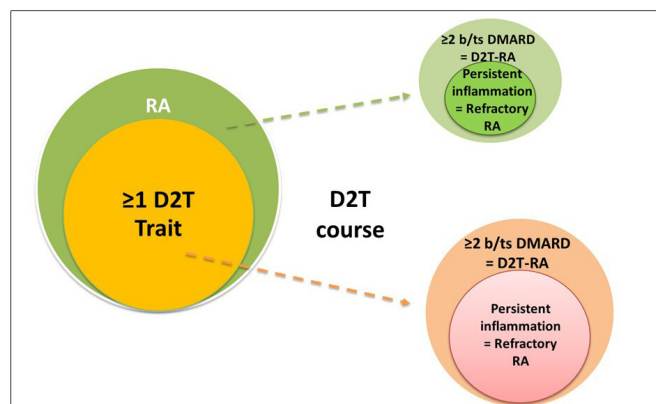 RA
≥1 D2T
Trait
D2T
course
≥2 b/ts DMARD
= D2T-RA
Persistent
inflammation
= Refractory
RA
≥2 b/ts DMARD
= D2T-RA
Persistent
inflammation
= Refractory
RA